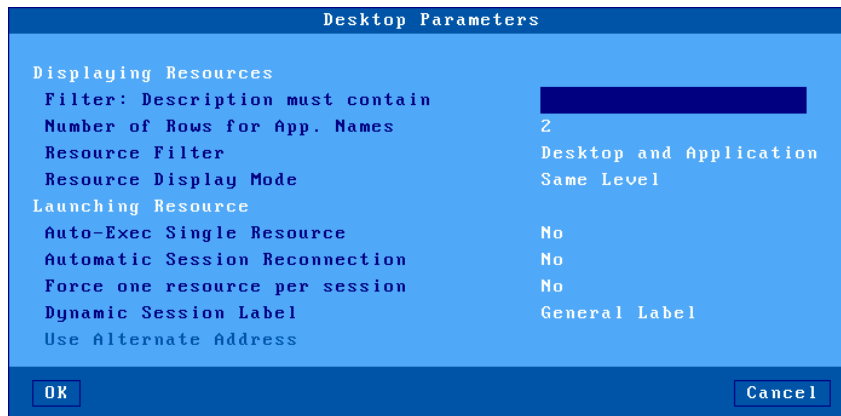 Desktop Parameters
Displaying Resources
Filter: Description must contain
Number of Rows for App. Names 2
Resource Filter Desktop and Application
Resource Display Mode Same Level
Launching Resource
Auto-Exec Single Resource No
Automatic Session Reconnection No
Force one resource per session No
Dynamic Session Label General Label
Use Alternate Address
OK Cancel